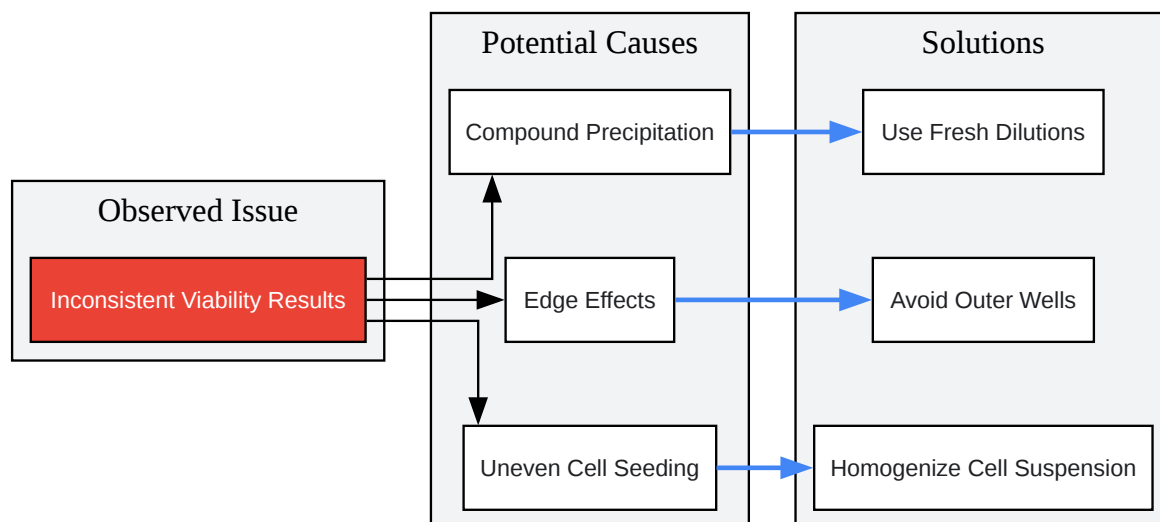 Potential Causes
Solutions
Compound Precipitation
Use Fresh Dilutions
Observed Issue
Inconsistent Viability Results
Edge Effects
Avoid Outer Wells
Uneven Cell Seeding
Homogenize Cell Suspension